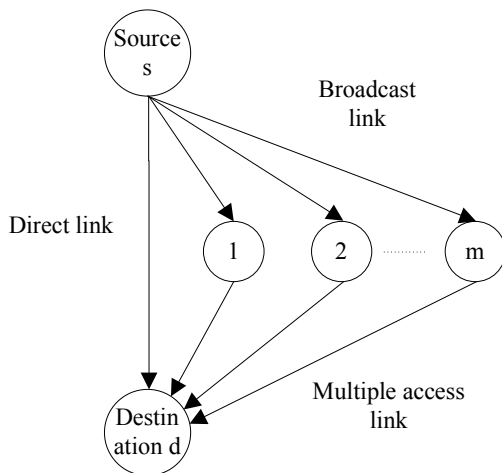 Source
s
Broadcast
link
Direct link
1
2
m
Multiple access
link
Destin
ation d